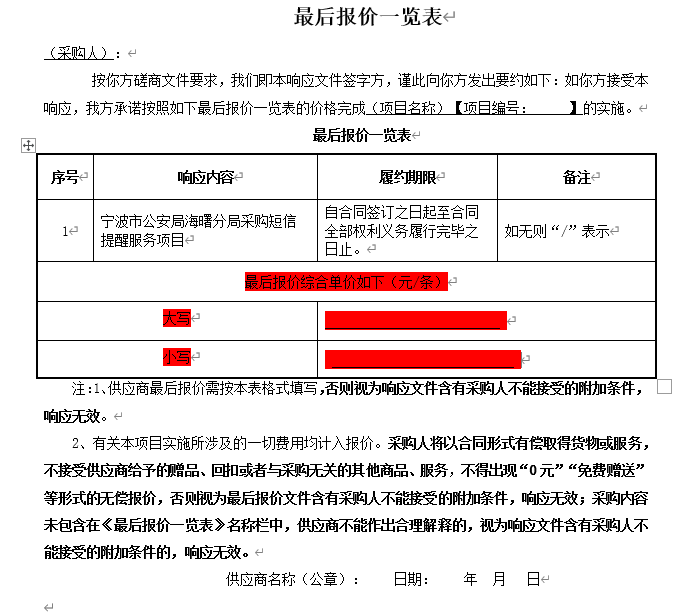 最后报价一览表
（采购人）：
按你方磋商文件要求，我们即本响应文件签字方，谨此向你方发出要约如下：如你方接受本
响应，我方承诺按照如下最后报价一览表的价格完成（项目名称）【项目编号： 】的实施。
最后报价一览表
序号 响应内容 履约期限 备注
1 宁波市公安局海曙分局采购短信提醒服务项目 自合同签订之日起至合同全部权利义务履行完毕之日止。 如无则“/”表示
最后报价综合单价如下（元/条）
大写
小写
注：1、供应商最后报价需按本表格式填写，否则视为响应文件含有采购人不能接受的附加条件，
响应无效。
2、有关本项目实施所涉及的一切费用均计入报价。采购人将以合同形式有偿取得货物或服务，
不接受供应商给予的赠品、回扣或者与采购无关的其他商品、服务，不得出现“0 元”“免费赠送”
等形式的无偿报价，否则视为最后报价文件含有采购人不能接受的附加条件，响应无效；采购内容
未包含在《最后报价一览表》名称栏中，供应商不能作出合理解释的，视为响应文件含有采购人不
能接受的附加条件的，响应无效。
供应商名称（公章）： 日期： 年 月 日